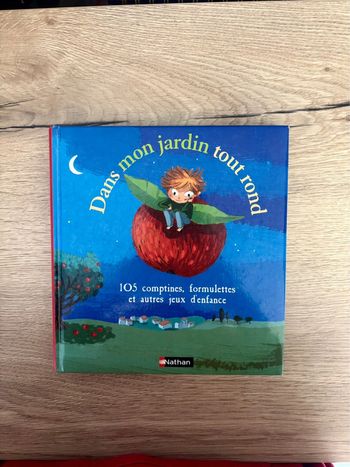 Dans mon jardin tout rond
105 comptines, formulettes
et autres jeux d'enfance
Nathan